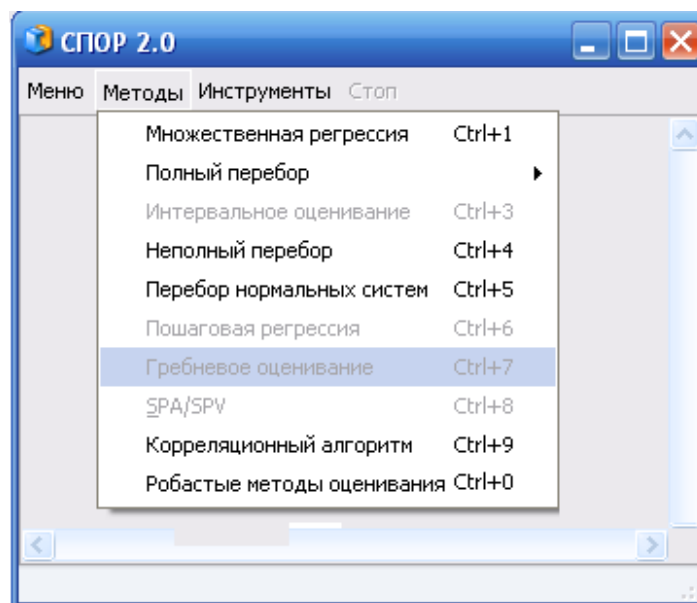 СПОР 2.0
Меню Методы Инструменты Стоп
Множественная регрессия Ctrl+1
Полный перебор
Интервальное оценивание Ctrl+3
Неполный перебор Ctrl+4
Перебор нормальных систем Ctrl+5
Пошаговая регрессия Ctrl+6
Гребневое оценивание Ctrl+7
SPA/SPV Ctrl+8
Корреляционный алгоритм Ctrl+9
Робастые методы оценивания Ctrl+0